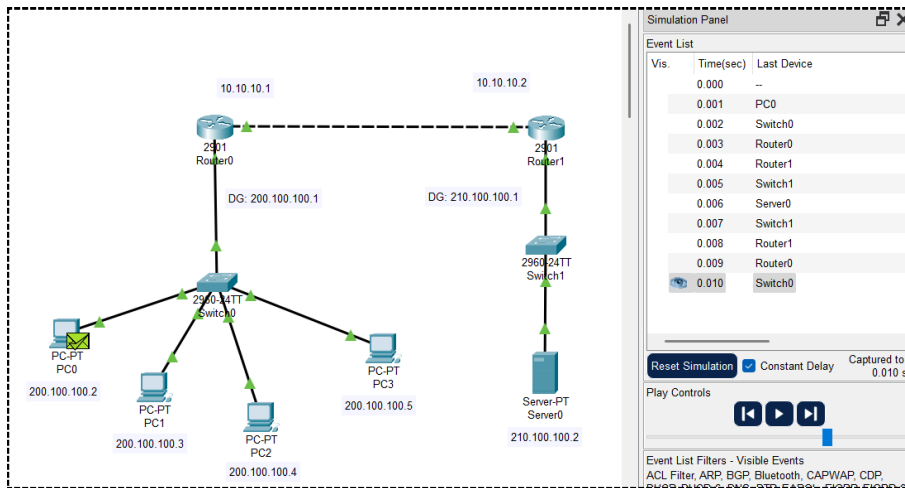 10.10.10.1
10.10.10.2
2901
Router0
2901
Router1
DG: 200.100.100.1
DG: 210.100.100.1
2960-24TT
Switch0
2960-24TT
Switch1
PC-PT
PC0
200.100.100.2
PC-PT
PC1
200.100.100.3
PC-PT
PC2
200.100.100.4
PC-PT
PC3
200.100.100.5
Server-PT
Server0
210.100.100.2
Simulation Panel
Event List
Vis. Time(sec) Last Device
0.000 --
0.001 PC0
0.002 Switch0
0.003 Router0
0.004 Router1
0.005 Switch1
0.006 Server0
0.007 Switch1
0.008 Router1
0.009 Router0
0.010 Switch0
Reset Simulation Constant Delay Captured to
0.010 s
Play Controls
Event List Filters - Visible Events
ACL Filter, ARP, BGP, Bluetooth, CAPWAP, CDP,